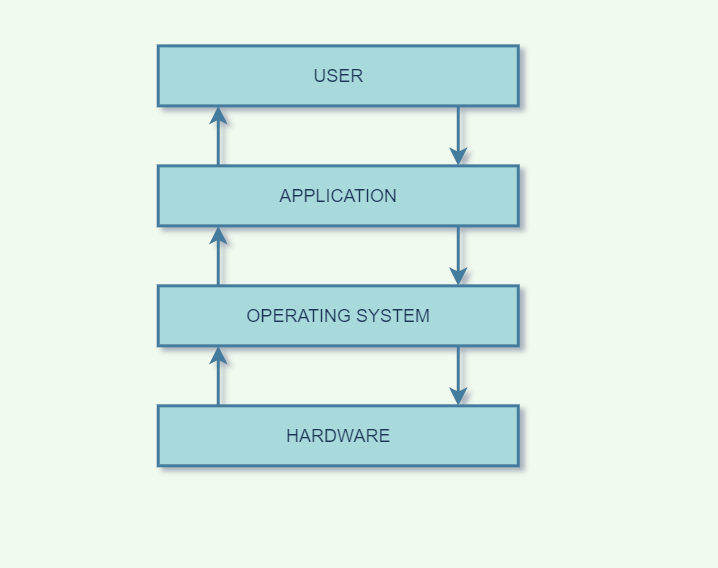 USER
APPLICATION
OPERATING SYSTEM
HARDWARE